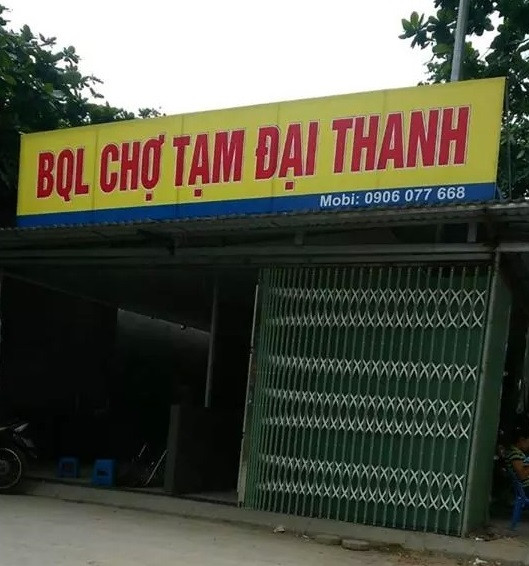 BQL CHỢ TẠM ĐẠI THANH
Mobi: 0906 077 668